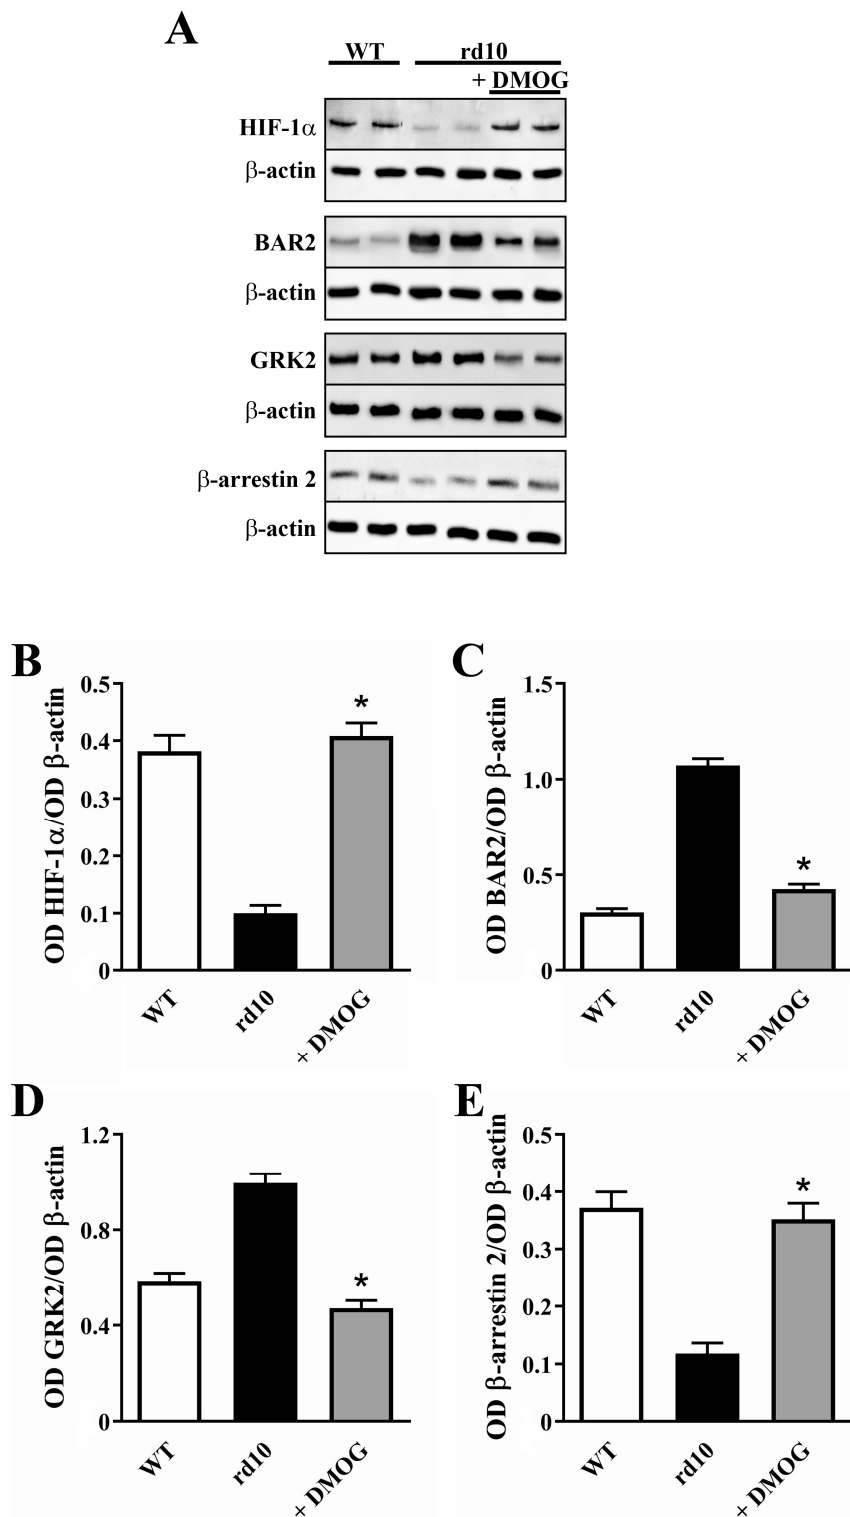 A
WT rd10
+ DMOG
HIF-1α
β-actin
BAR2
β-actin
GRK2
β-actin
β-arrestin 2
β-actin
B
OD HIF-1α/OD β-actin
0.5
0.4
0.3
0.2
0.1
0
*
WT
rd10
+ DMOG
C
OD BAR2/OD β-actin
1.5
1.0
0.5
0
*
WT
rd10
+ DMOG
D
OD GRK2/OD β-actin
1.2
0.8
0.4
0
*
WT
rd10
+ DMOG
E
OD β-arrestin 2/OD β-actin
0.5
0.4
0.3
0.2
0.1
0
*
WT
rd10
+ DMOG